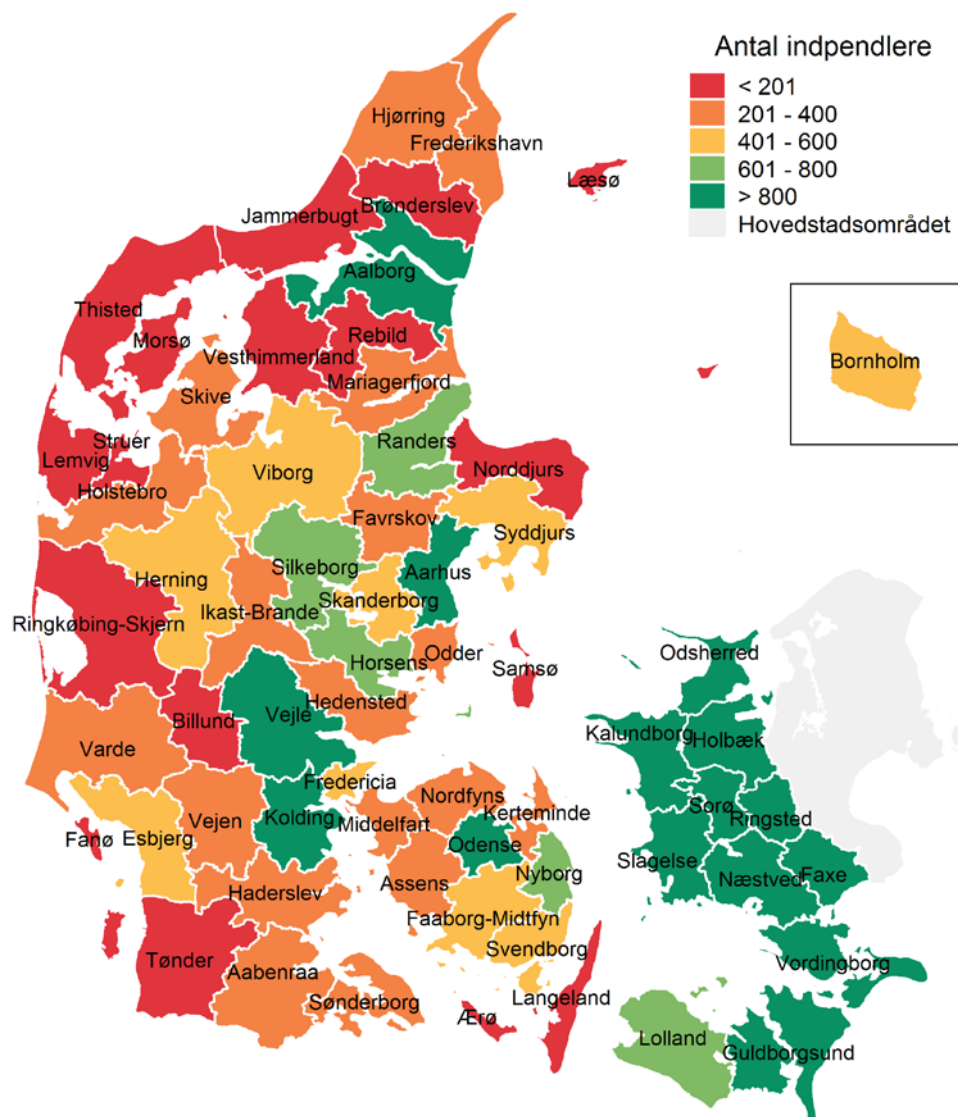 Antal indpendlere
< 201
201 - 400
401 - 600
601 - 800
> 800
Hovedstadsområdet
Hjørring
Frederikshavn
Læsø
Brønderslev
Jammerbugt
Aalborg
Thisted
Morsø
Rebild
Vesthimmerland
Mariagerfjord
Bornholm
Skive
Randers
Struer
Lemvig
Viborg
Norddjurs
Holstebro
Favrskov
Syddjurs
Silkeborg
Aarhus
Herning
Skanderborg
Ikast-Brande
Ringkøbing-Skjern
Odder
Odsherred
Horsens
Samsø
Hedensted
Billund
Vejle
Kalundborg
Holbæk
Varde
Fredericia
Nordfyns
Sorø
Kerteminde
Ringsted
Kolding
Vejen
Middelfart
Fanø
Esbjerg
Odense
Slagelse
Nyborg
Næstved
Faxe
Assens
Haderslev
Faaborg-Midtfyn
Svendborg
Tønder
Vordingborg
Aabenraa
Langeland
Sønderborg
Ærø
Lolland
Guldborgsund